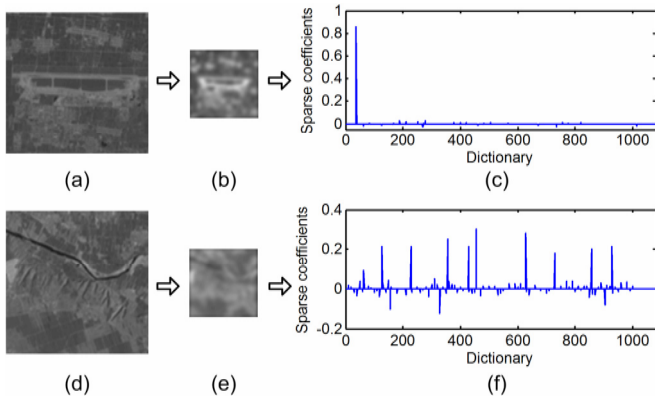 1
0.8
0.6
0.4
0.2
0
Sparse coefficients
0 200 400 600 800 1000
Dictionary
(a) (b) (c)
0.4
0.2
0
-0.2
Sparse coefficients
0 200 400 600 800 1000
Dictionary
(d) (e) (f)